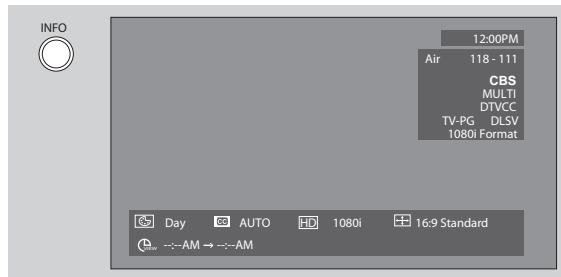 INFO
12:00PM
Air 118 - 111
CBS
MULTI
DTVCC
TV-PG DLSV
1080i Format
Day CC AUTO HD 1080i 16:9 Standard
--:--AM → --:--AM